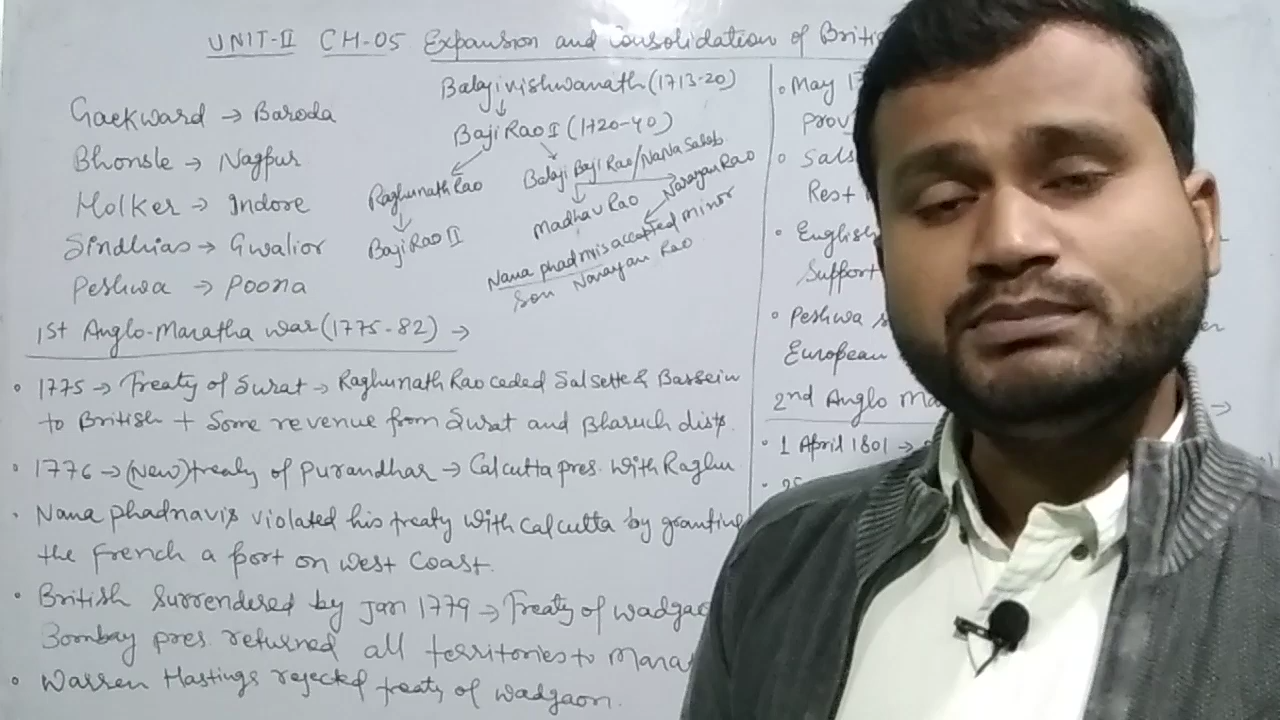 UNIT-II CH-05 Expansion and Consolidation of Briti
Gaekward → Baroda
Bhonsle → Nagpur
Holker → Indore
Sindhias → Gwalior
Peshwa → Poona
Balaji vishwanath (1713-20)
Baji Rao I (1720-40)
Raghunath Rao
Balaji Baji Rao/Nana Saheb
Baji Rao II
Madhav Rao
Narayan Rao
Nana phadnvis accepted minor
son Narayan Rao
1st Anglo-Maratha war (1775-82) →
• 1775 → Treaty of Surat → Raghunath Rao ceded Salsette & Bassein
to British + Some revenue from Surat and Bharuch dists.
• 1776 → (New) treaty of Purandhar → Calcutta pres. with Raghu
• Nana phadnavis violated his treaty with Calcutta by granting
the French a port on west Coast.
• British Surrendered by Jan 1779 → Treaty of wadgao
Bombay pres. returned all territories to Mara
• Warren Hastings rejected treaty of wadgaon.
• May 17
Prov
• Sals
Rest
• English
Support
• Peshwa s
European
2nd Anglo Ma →
• 1 April 1801 →